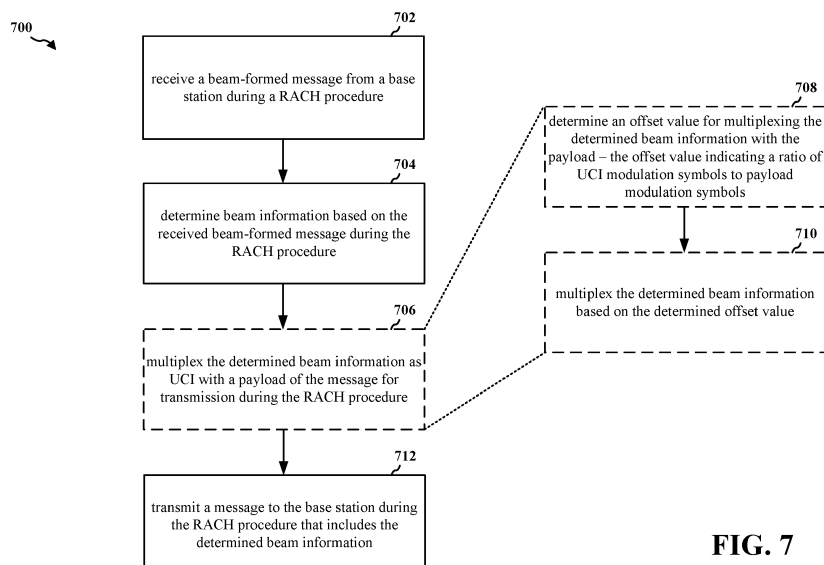 700
702
receive a beam-formed message from a base
station during a RACH procedure
704
determine beam information based on the
received beam-formed message during the
RACH procedure
706
multiplex the determined beam information as
UCI with a payload of the message for
transmission during the RACH procedure
708
determine an offset value for multiplexing the
determined beam information with the
payload – the offset value indicating a ratio of
UCI modulation symbols to payload
modulation symbols
710
multiplex the determined beam information
based on the determined offset value
712
transmit a message to the base station during
the RACH procedure that includes the
determined beam information
FIG. 7